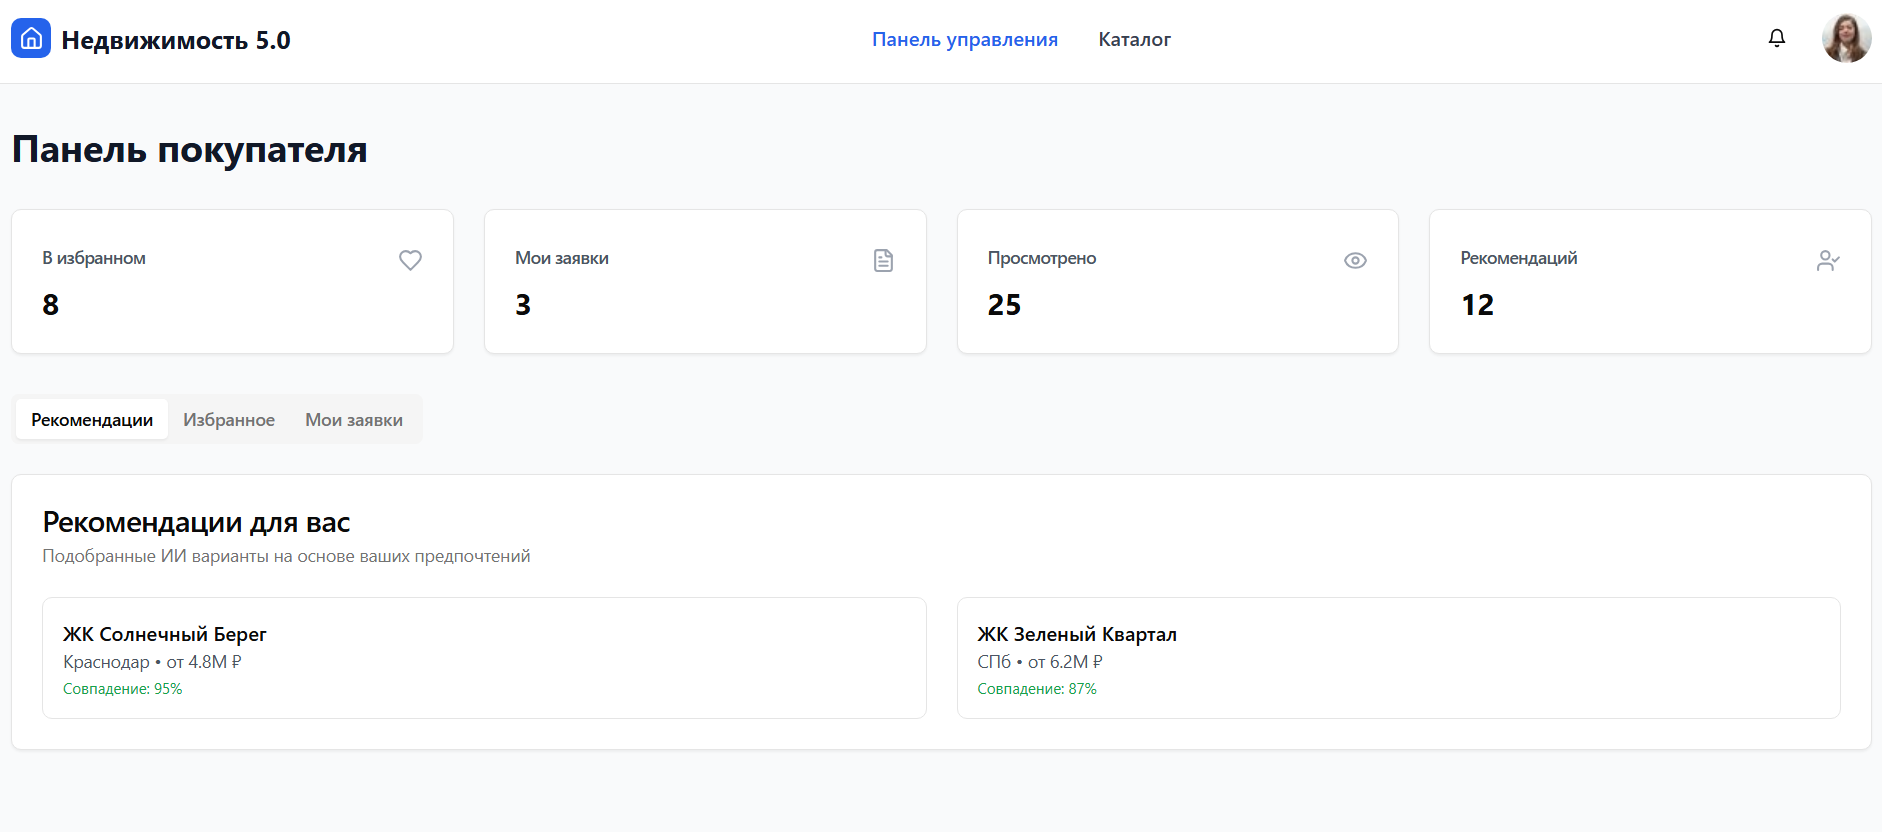 Недвижимость 5.0
Панель управления
Каталог
Панель покупателя
В избранном
8
Мои заявки
3
Просмотрено
25
Рекомендаций
12
Рекомендации
Избранное
Мои заявки
Рекомендации для вас
Подобранные ИИ варианты на основе ваших предпочтений
ЖК Солнечный Берег
Краснодар • от 4.8М ₽
Совпадение: 95%
ЖК Зеленый Квартал
СПб • от 6.2М ₽
Совпадение: 87%